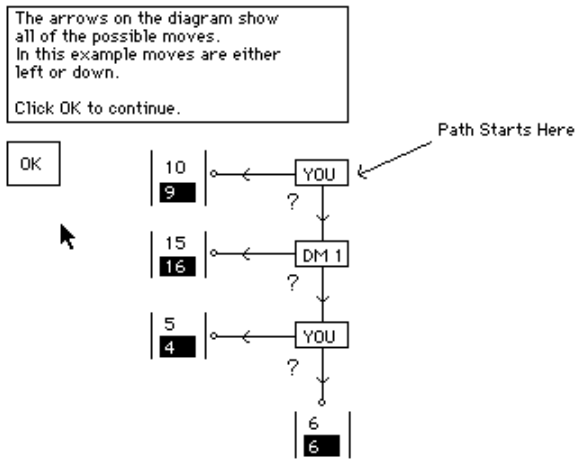 The arrows on the diagram show
all of the possible moves.
In this example moves are either
left or down.
Click OK to continue.
Path Starts Here
OK
10
9
YOU
?
15
16
DM 1
?
5
4
YOU
?
6
6